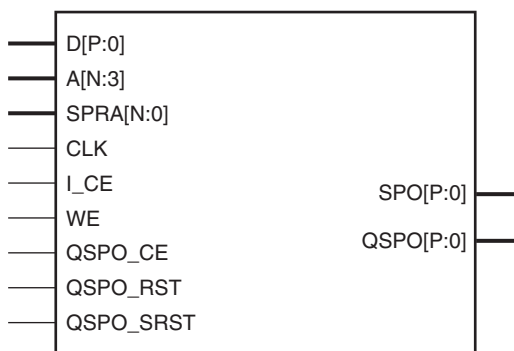 D[P:0]
A[N:3]
SPRA[N:0]
CLK
I_CE
WE
QSPO_CE
QSPO_RST
QSPO_SRST
SPO[P:0]
QSPO[P:0]